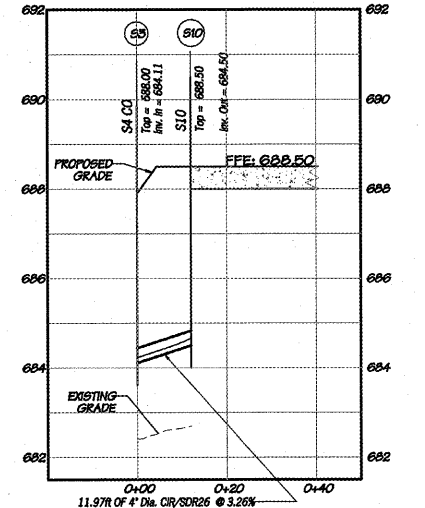 692
692
S3
S10
S4 CO
Top = 688.00
Inv. In = 684.11
S10
Top = 688.50
Inv. Out = 684.50
690
690
PROPOSED
GRADE
FFE: 688.50
688
688
686
686
684
684
EXISTING
GRADE
682
682
0+00
0+20
0+40
11.97ft OF 4" Dia. CIR/SDR26 @ 3.26%